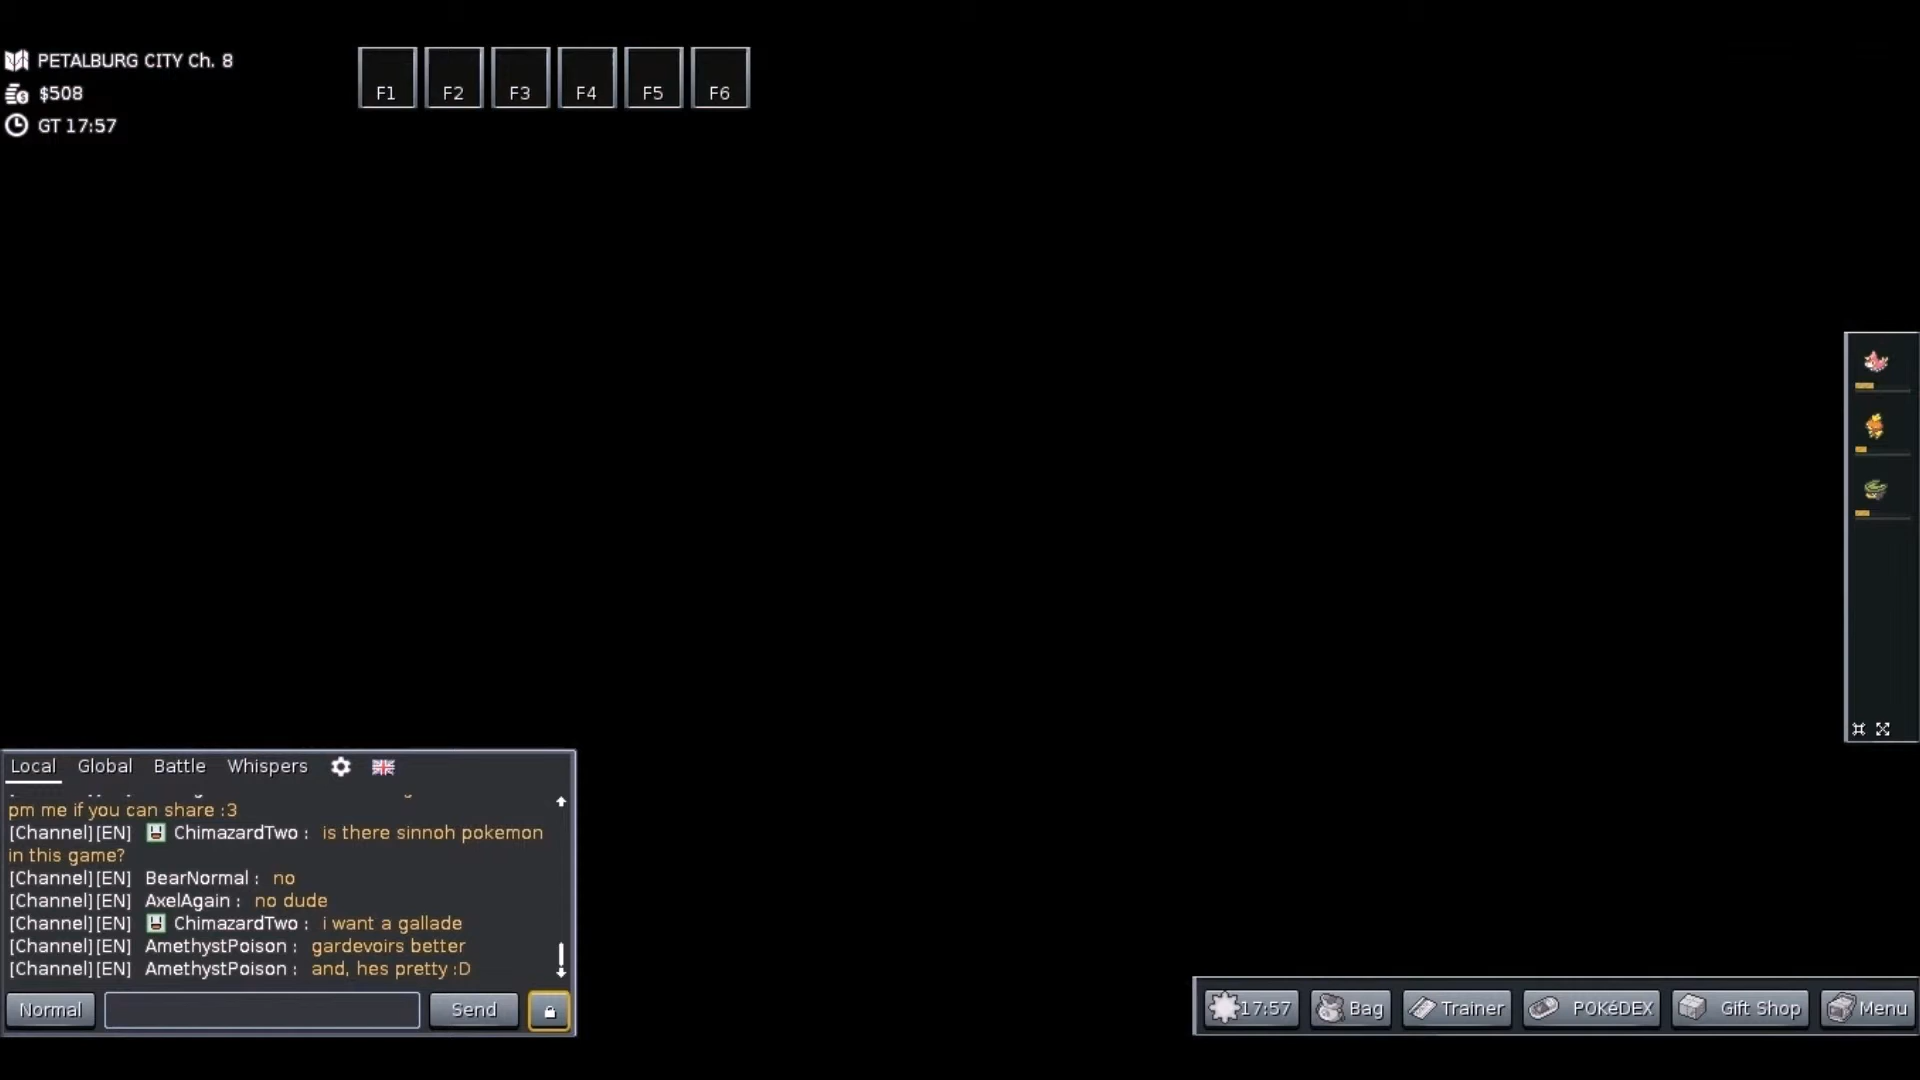 PETALBURG CITY Ch. 8
$508
GT 17:57
F1 F2 F3 F4 F5 F6
Local Global Battle Whispers
pm me if you can share :3
[Channel][EN] ChimazardTwo : is there sinnoh pokemon
in this game?
[Channel][EN] BearNormal : no
[Channel][EN] AxelAgain : no dude
[Channel][EN] ChimazardTwo : i want a gallade
[Channel][EN] AmethystPoison : gardevoirs better
[Channel][EN] AmethystPoison : and, hes pretty :D
Normal Send
17:57 Bag Trainer POKéDEX Gift Shop Menu